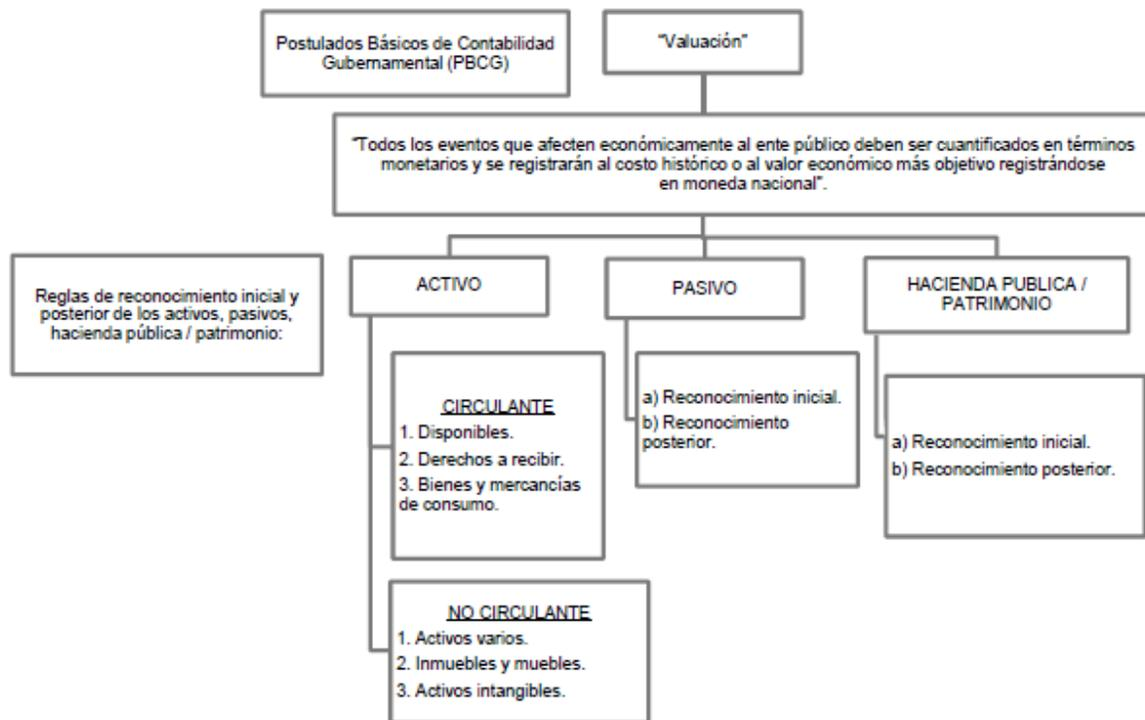 Postulados Básicos de Contabilidad
Gubernamental (PBCG)
"Valuación"
"Todos los eventos que afecten económicamente al ente público deben ser cuantificados en términos
monetarios y se registrarán al costo histórico o al valor económico más objetivo registrándose
en moneda nacional".
Reglas de reconocimiento inicial y
posterior de los activos, pasivos,
hacienda pública / patrimonio:
ACTIVO
CIRCULANTE
1. Disponibles.
2. Derechos a recibir.
3. Bienes y mercancías
de consumo.
NO CIRCULANTE
1. Activos varios.
2. Inmuebles y muebles.
3. Activos intangibles.
PASIVO
a) Reconocimiento inicial.
b) Reconocimiento
posterior.
HACIENDA PUBLICA /
PATRIMONIO
a) Reconocimiento inicial.
b) Reconocimiento posterior.